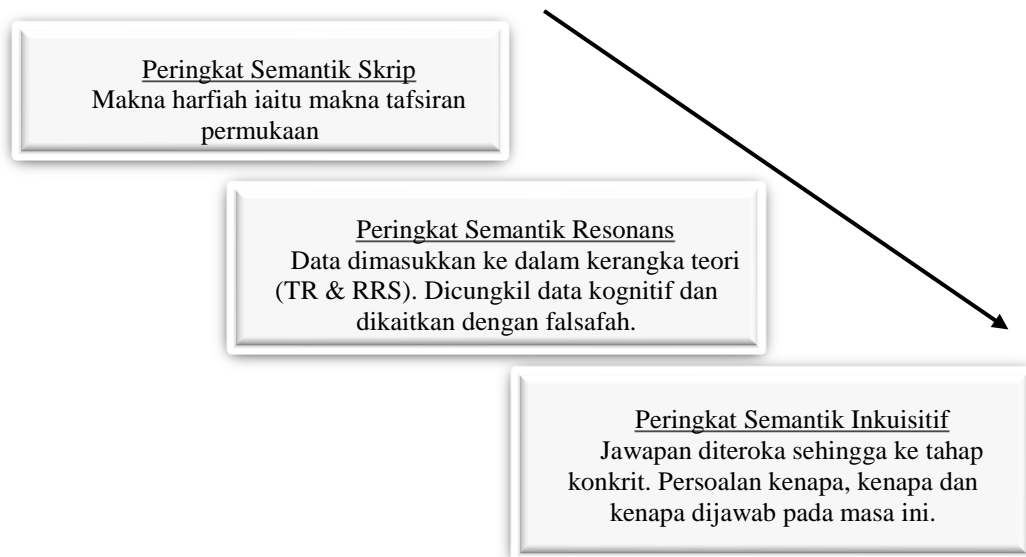 Peringkat Semantik Skrip
Makna harfiah iaitu makna tafsiran
permukaan
Peringkat Semantik Resonans
Data dimasukkan ke dalam kerangka teori
(TR & RRS). Dicungkil data kognitif dan
dikaitkan dengan falsafah.
Peringkat Semantik Inkuisitif
Jawapan diteroka sehingga ke tahap
konkrit. Persoalan kenapa, kenapa dan
kenapa dijawab pada masa ini.